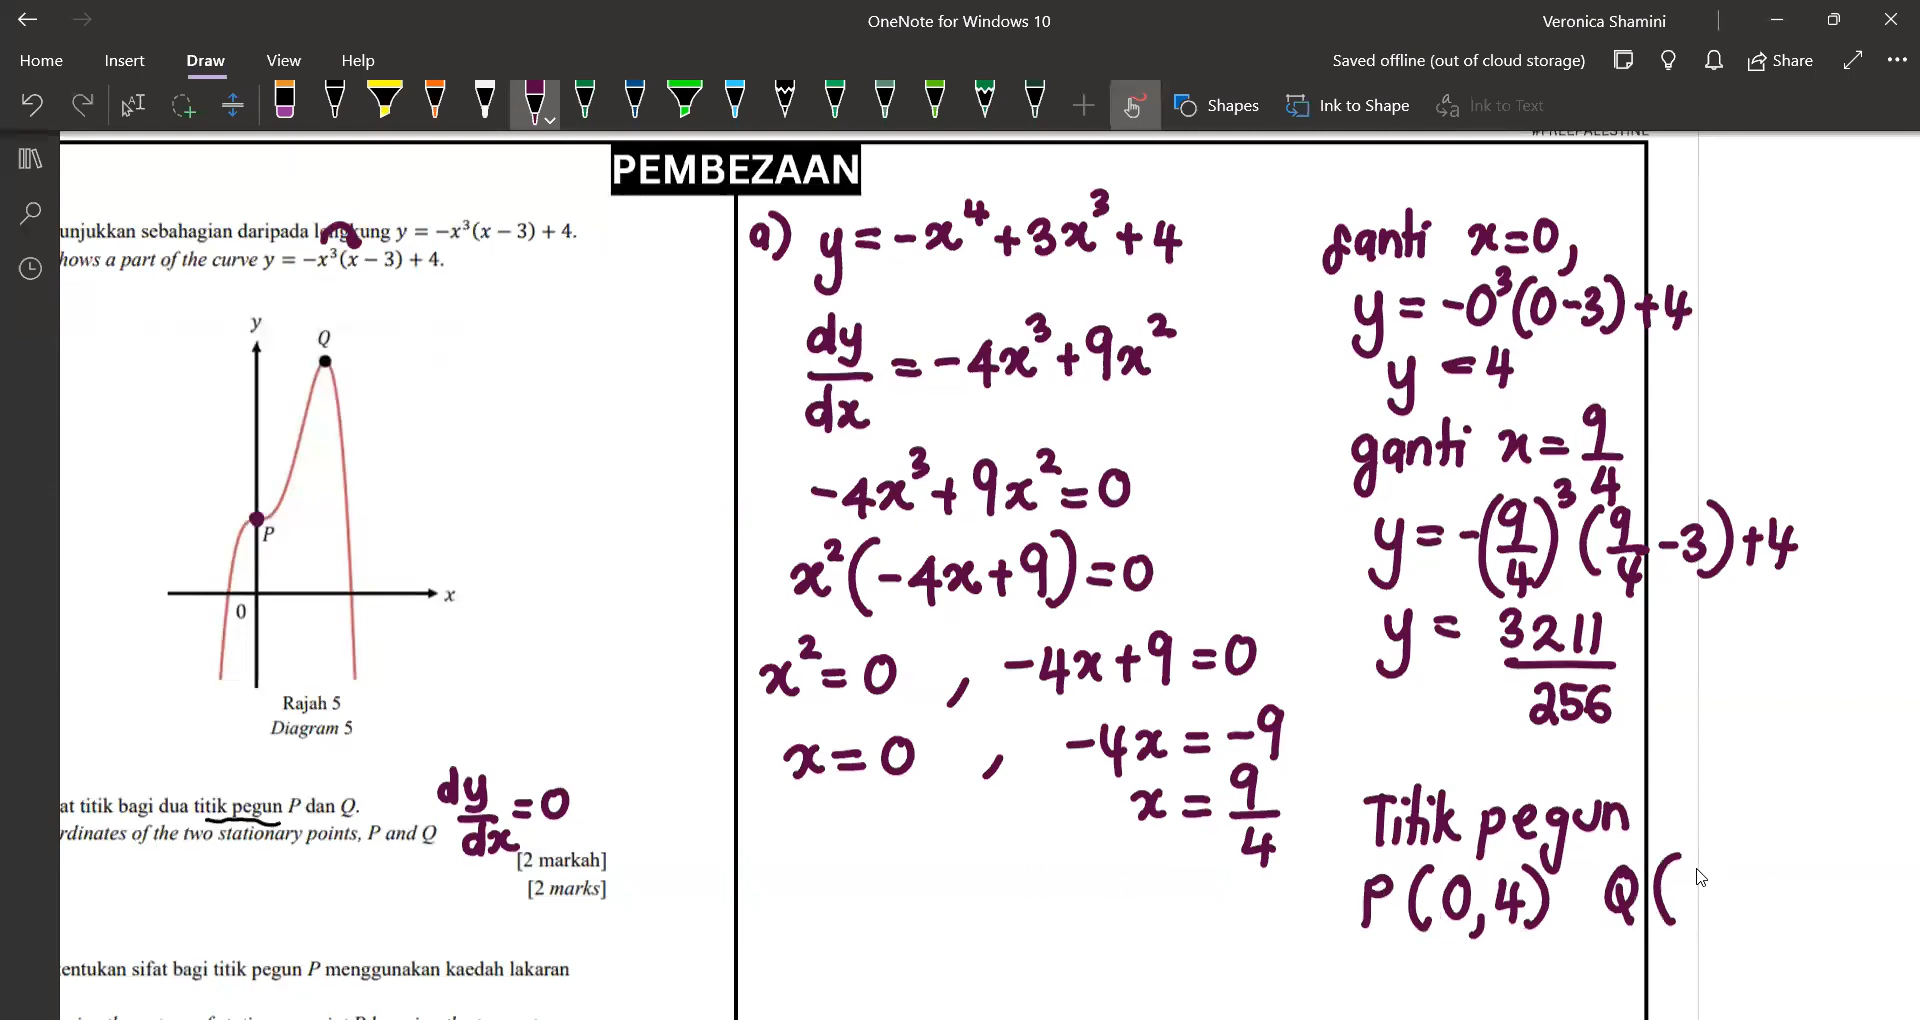 OneNote for Windows 10
Veronica Shamini
Home Insert Draw View Help
Saved offline (out of cloud storage)
Share
Shapes
Ink to Shape
Ink to Text
#FREEPALESTINE
PEMBEZAAN
unjukkan sebahagian daripada lengkung y = −x³(x − 3) + 4.
hows a part of the curve y = −x³(x − 3) + 4.
y
Q
P
0
x
Rajah 5
Diagram 5
at titik bagi dua titik pegun P dan Q.
rdinates of the two stationary points, P and Q
dy/dx = 0
[2 markah]
[2 marks]
entukan sifat bagi titik pegun P menggunakan kaedah lakaran
a) y = -x⁴ + 3x³ + 4
dy/dx = -4x³ + 9x²
-4x³ + 9x² = 0
x²(-4x + 9) = 0
x² = 0 , -4x + 9 = 0
x = 0 , -4x = -9
x = 9/4
ganti x = 0,
y = -0³(0-3) + 4
y = 4
ganti x = 9/4
y = -(9/4)³(9/4 - 3) + 4
y = 3211/256
Titik pegun
P(0,4) Q(